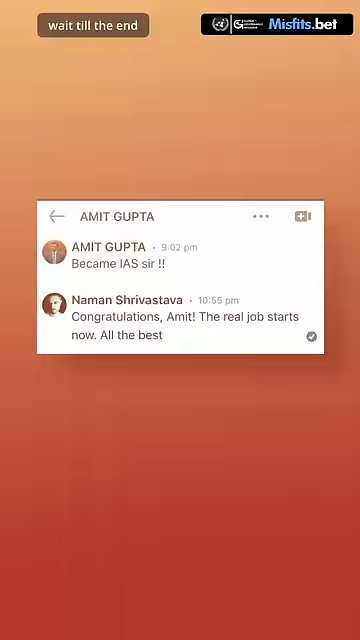 wait till the end
Misfits.bet
AMIT GUPTA
AMIT GUPTA • 9:02 pm
Became IAS sir !!
Naman Shrivastava • 10:55 pm
Congratulations, Amit! The real job starts
now. All the best